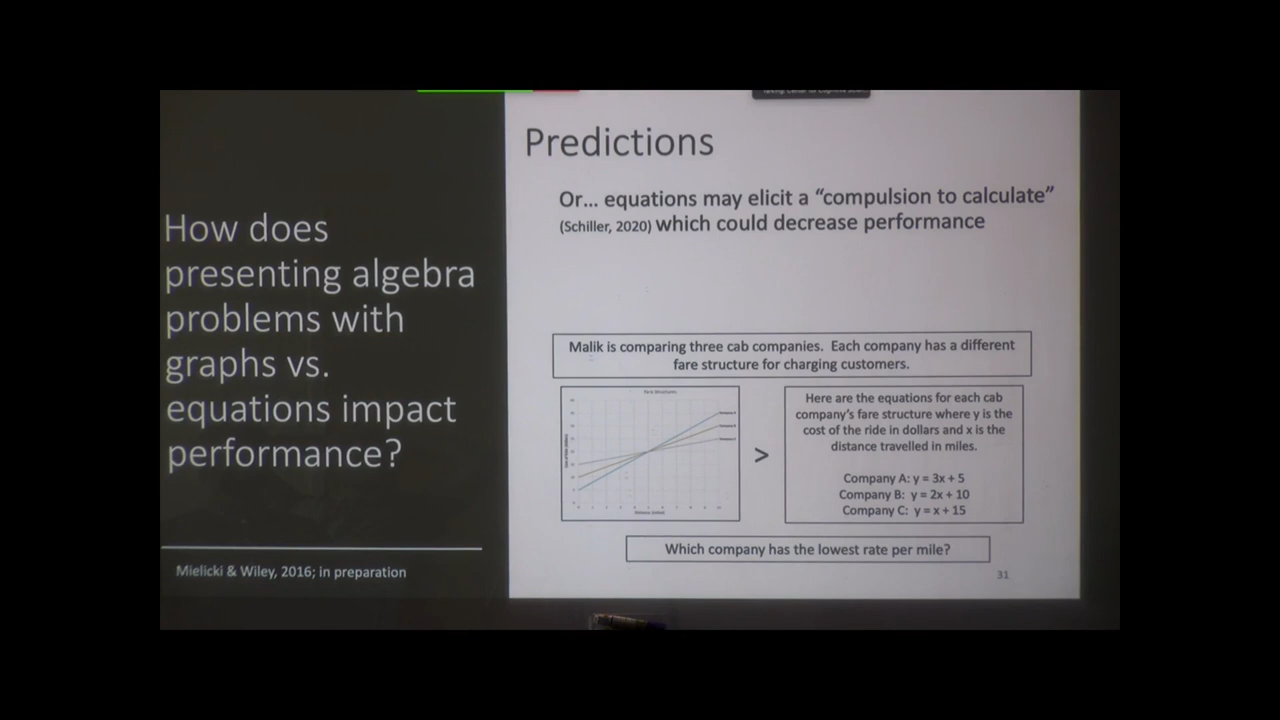 How does
presenting algebra
problems with
graphs vs.
equations impact
performance?
Mielicki & Wiley, 2016; in preparation
Predictions
Or... equations may elicit a “compulsion to calculate”
(Schiller, 2020) which could decrease performance
Malik is comparing three cab companies. Each company has a different
fare structure for charging customers.
Fare Structures
>
Here are the equations for each cab
company’s fare structure where y is the
cost of the ride in dollars and x is the
distance travelled in miles.
Company A: y = 3x + 5
Company B: y = 2x + 10
Company C: y = x + 15
Which company has the lowest rate per mile?
31